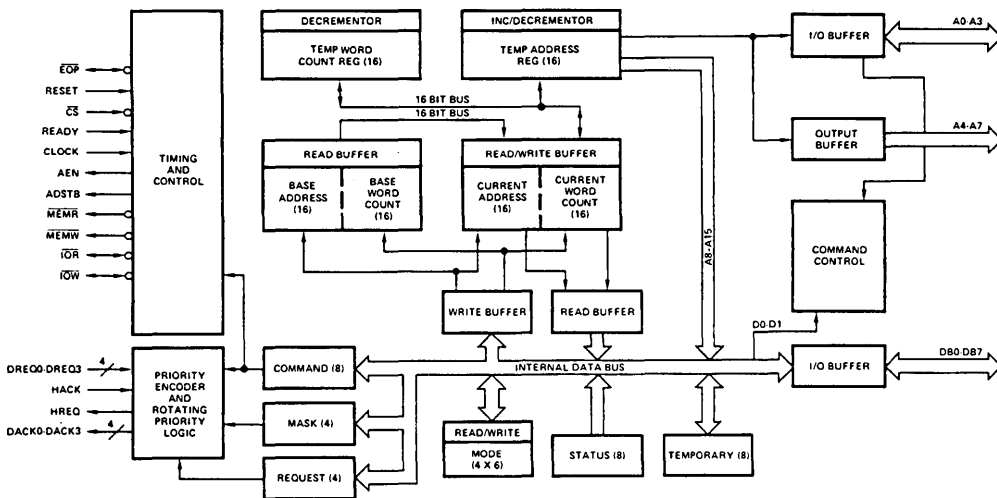 DECREMENTOR
TEMP WORD
COUNT REG (16)
INC/DECREMENTOR
TEMP ADDRESS
REG (16)
I/O BUFFER
A0-A3
16 BIT BUS
16 BIT BUS
EOP
RESET
CS
READY
CLOCK
AEN
ADSTB
MEMR
MEMW
IOR
IOW
TIMING
AND
CONTROL
READ BUFFER
BASE
ADDRESS
(16)
BASE
WORD
COUNT
(16)
READ/WRITE BUFFER
CURRENT
ADDRESS
(16)
CURRENT
WORD
COUNT
(16)
OUTPUT
BUFFER
A4-A7
A8-A15
COMMAND
CONTROL
WRITE BUFFER
READ BUFFER
D0-D1
DREQ0-DREQ3
4
HACK
HREQ
DACK0-DACK3
4
PRIORITY
ENCODER
AND
ROTATING
PRIORITY
LOGIC
COMMAND (8)
MASK (4)
REQUEST (4)
INTERNAL DATA BUS
I/O BUFFER
DB0-DB7
READ/WRITE
MODE
(4 X 6)
STATUS (8)
TEMPORARY (8)